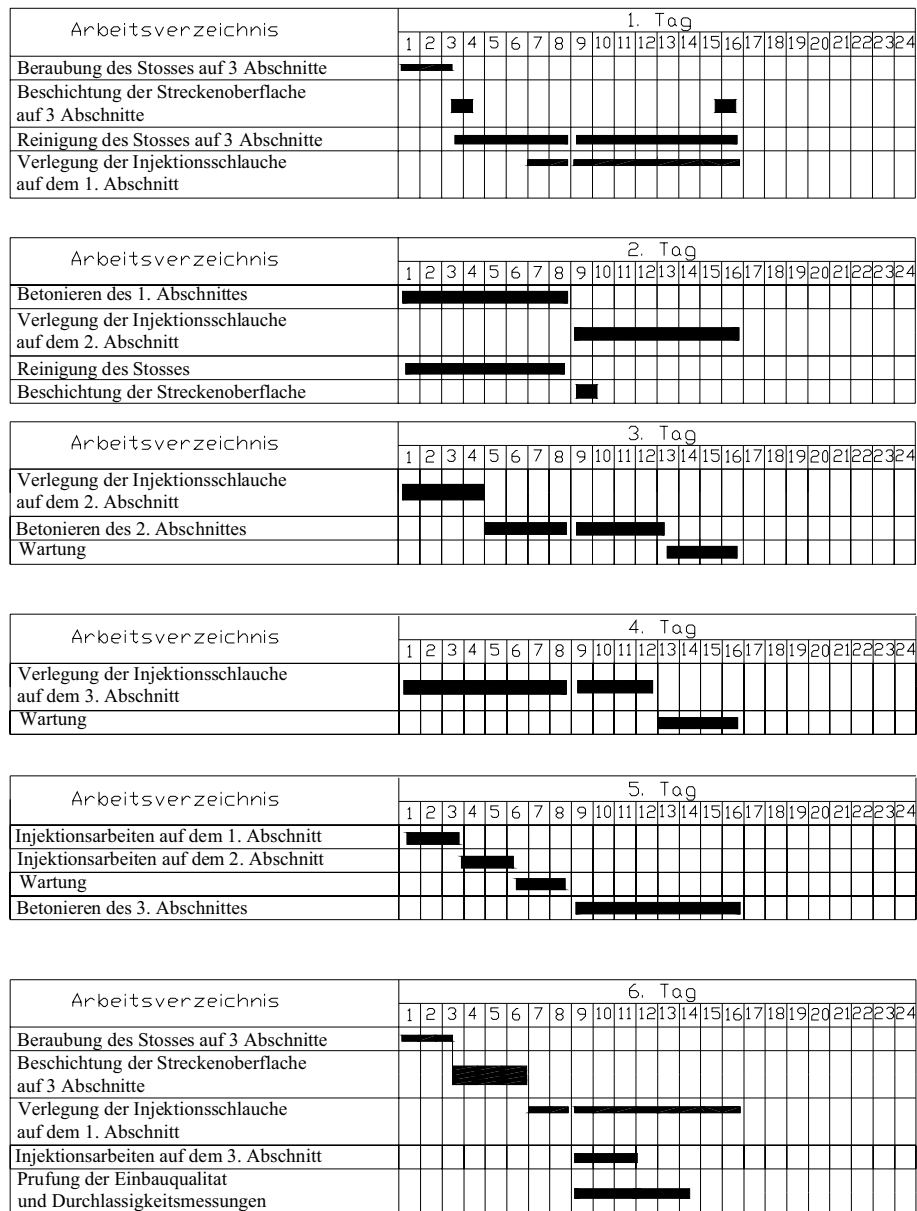 Arbeitsverzeichnis
1. Tag
1 2 3 4 5 6 7 8 9 10 11 12 13 14 15 16 17 18 19 20 21 22 23 24
Beraubung des Stosses auf 3 Abschnitte
Beschichtung der Streckenoberflache
auf 3 Abschnitte
Reinigung des Stosses auf 3 Abschnitte
Verlegung der Injektionsschlauche
auf dem 1. Abschnitt
Arbeitsverzeichnis
2. Tag
1 2 3 4 5 6 7 8 9 10 11 12 13 14 15 16 17 18 19 20 21 22 23 24
Betonieren des 1. Abschnittes
Verlegung der Injektionsschlauche
auf dem 2. Abschnitt
Reinigung des Stosses
Beschichtung der Streckenoberflache
Arbeitsverzeichnis
3. Tag
1 2 3 4 5 6 7 8 9 10 11 12 13 14 15 16 17 18 19 20 21 22 23 24
Verlegung der Injektionsschlauche
auf dem 2. Abschnitt
Betonieren des 2. Abschnittes
Wartung
Arbeitsverzeichnis
4. Tag
1 2 3 4 5 6 7 8 9 10 11 12 13 14 15 16 17 18 19 20 21 22 23 24
Verlegung der Injektionsschlauche
auf dem 3. Abschnitt
Wartung
Arbeitsverzeichnis
5. Tag
1 2 3 4 5 6 7 8 9 10 11 12 13 14 15 16 17 18 19 20 21 22 23 24
Injektionsarbeiten auf dem 1. Abschnitt
Injektionsarbeiten auf dem 2. Abschnitt
Wartung
Betonieren des 3. Abschnittes
Arbeitsverzeichnis
6. Tag
1 2 3 4 5 6 7 8 9 10 11 12 13 14 15 16 17 18 19 20 21 22 23 24
Beraubung des Stosses auf 3 Abschnitte
Beschichtung der Streckenoberflache
auf 3 Abschnitte
Verlegung der Injektionsschlauche
auf dem 1. Abschnitt
Injektionsarbeiten auf dem 3. Abschnitt
Prufung der Einbauqualitat
und Durchlassigkeitsmessungen